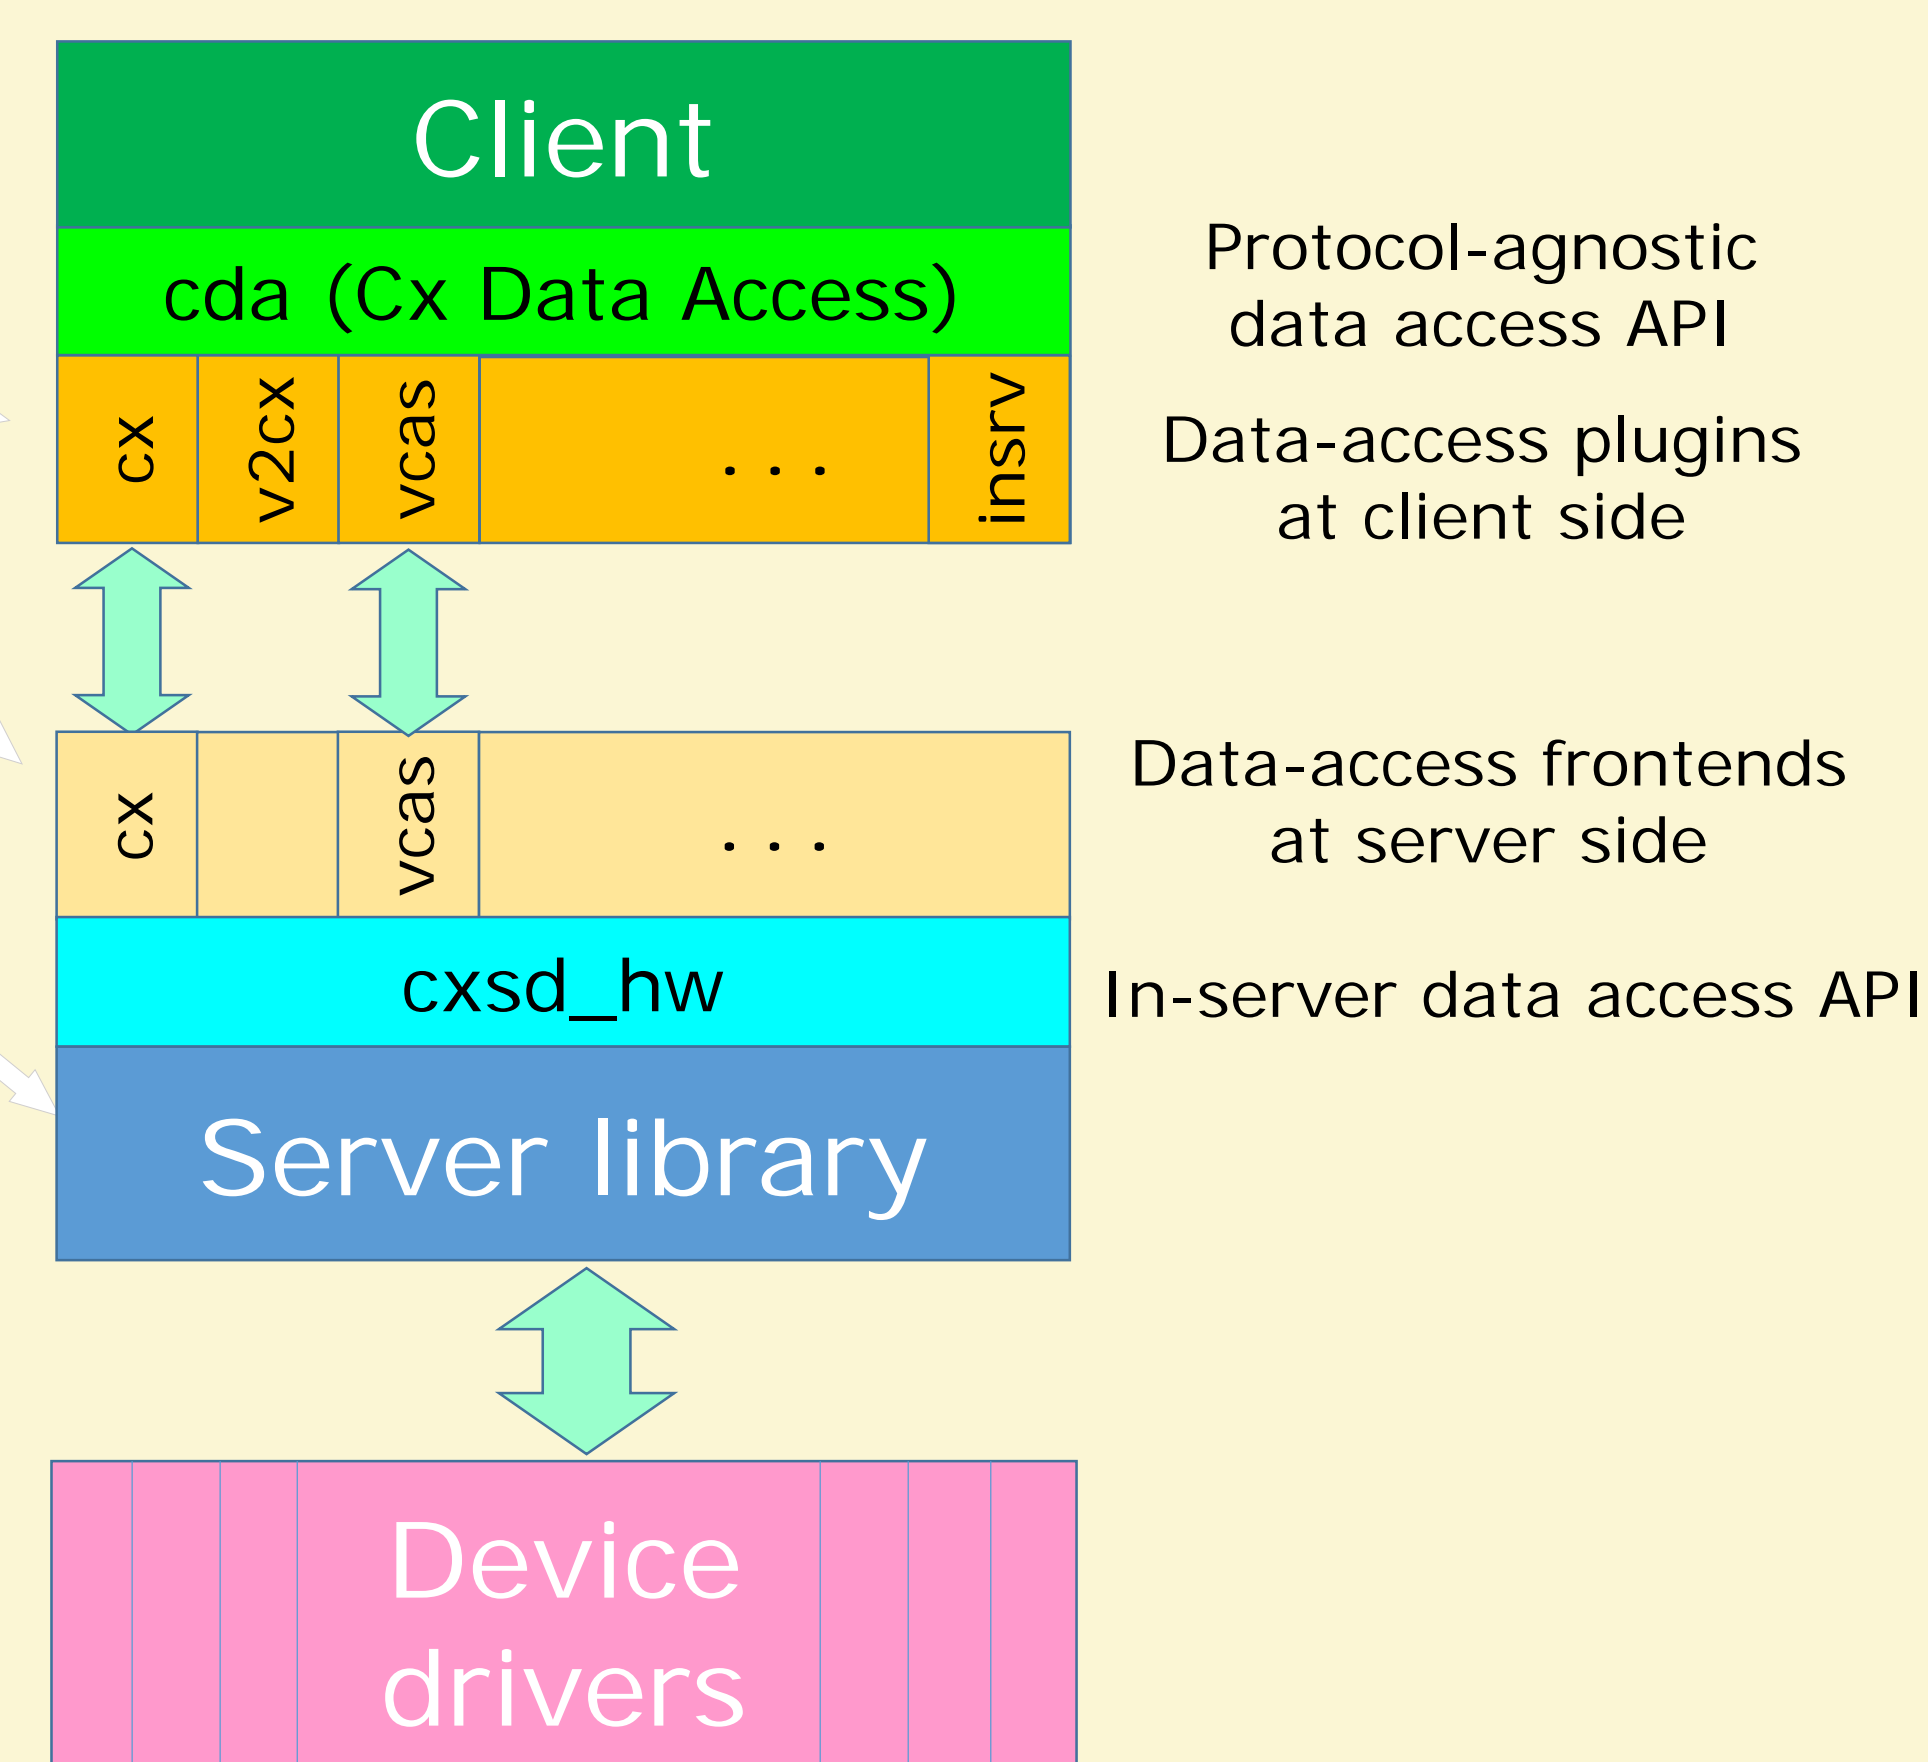 Client
cda (Cx Data Access)
Protocol-agnostic
data access API
cx
v2cx
vcas
. . .
insrv
Data-access plugins
at client side
cx
vcas
. . .
Data-access frontends
at server side
cxsd_hw
In-server data access API
Server library
Device
drivers